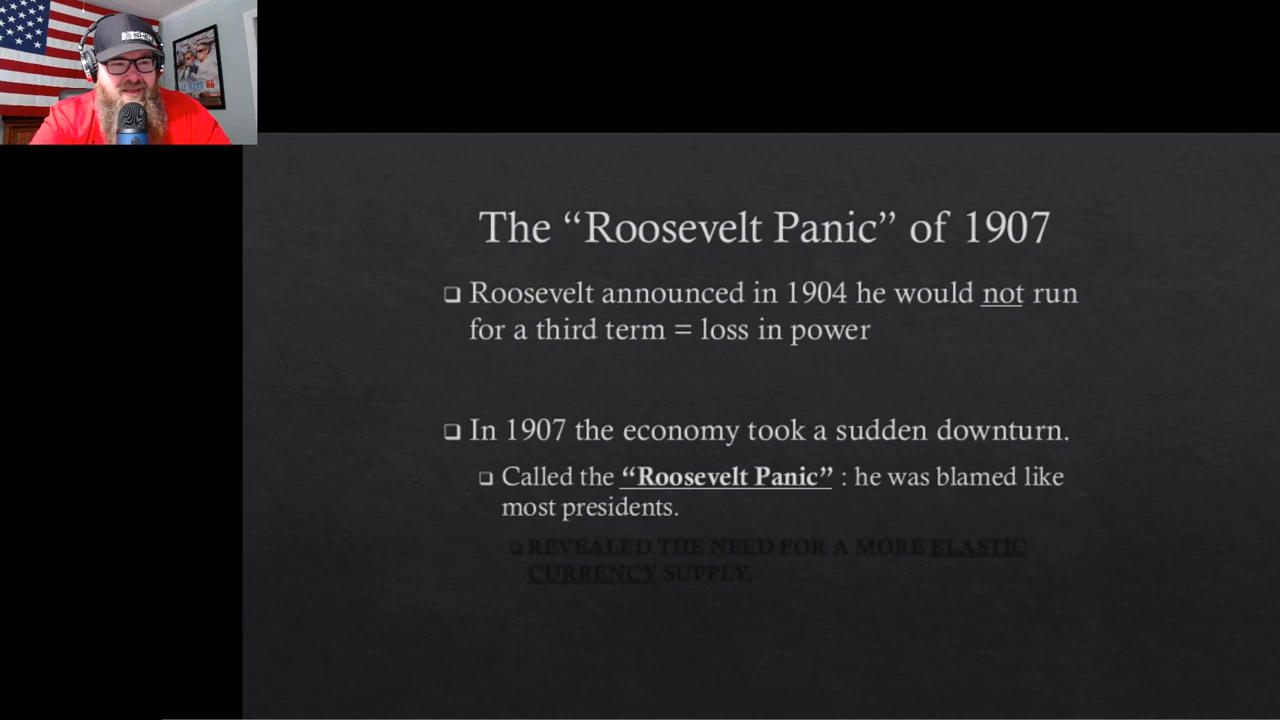 The “Roosevelt Panic” of 1907
Roosevelt announced in 1904 he would not run
for a third term = loss in power
In 1907 the economy took a sudden downturn.
Called the “Roosevelt Panic” : he was blamed like
most presidents.
REVEALED THE NEED FOR A MORE ELASTIC
CURRENCY SUPPLY.